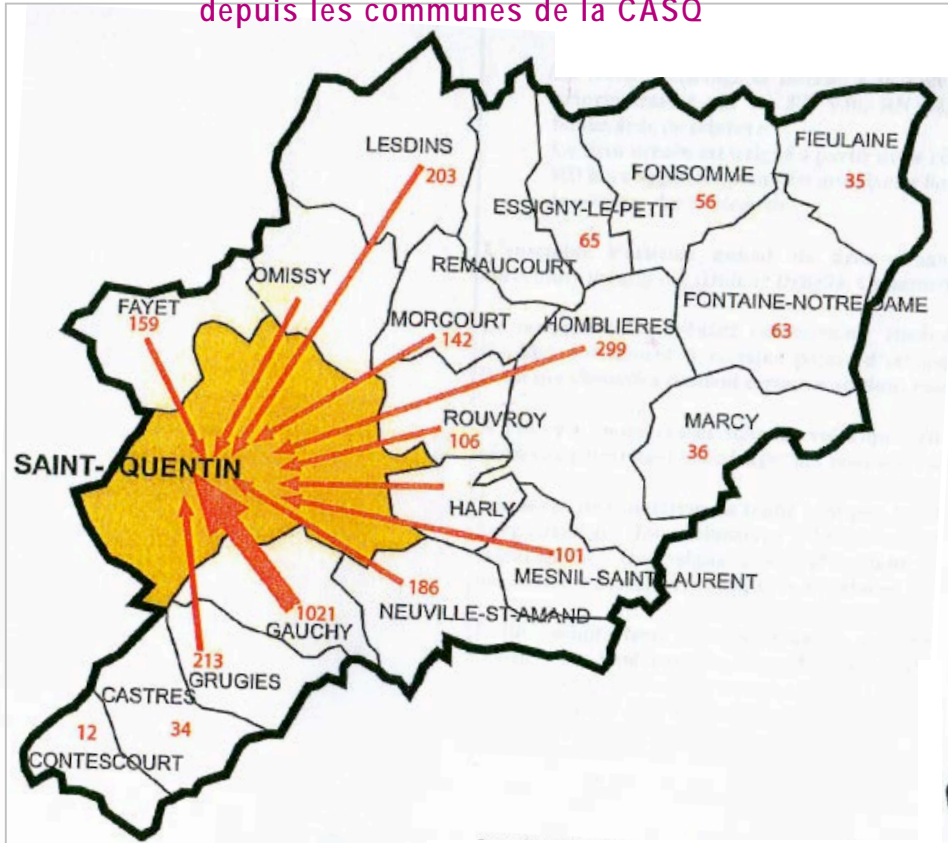 depuis les communes de la CASQ
LESDINS
203
FIEULAINE
35
FONSOMME
56
ESSIGNY-LE-PETIT
65
REMAUCOURT
OMISSY
FAYET
159
FONTAINE-NOTRE-DAME
63
MORCOURT
142
HOMBLIERES
299
ROUVROY
106
MARCY
36
SAINT-QUENTIN
HARLY
101
MESNIL-SAINT-LAURENT
186
NEUVILLE-ST-AMAND
1021
GAUCHY
213
GRUGIES
CASTRES
34
12
CONTESCOURT